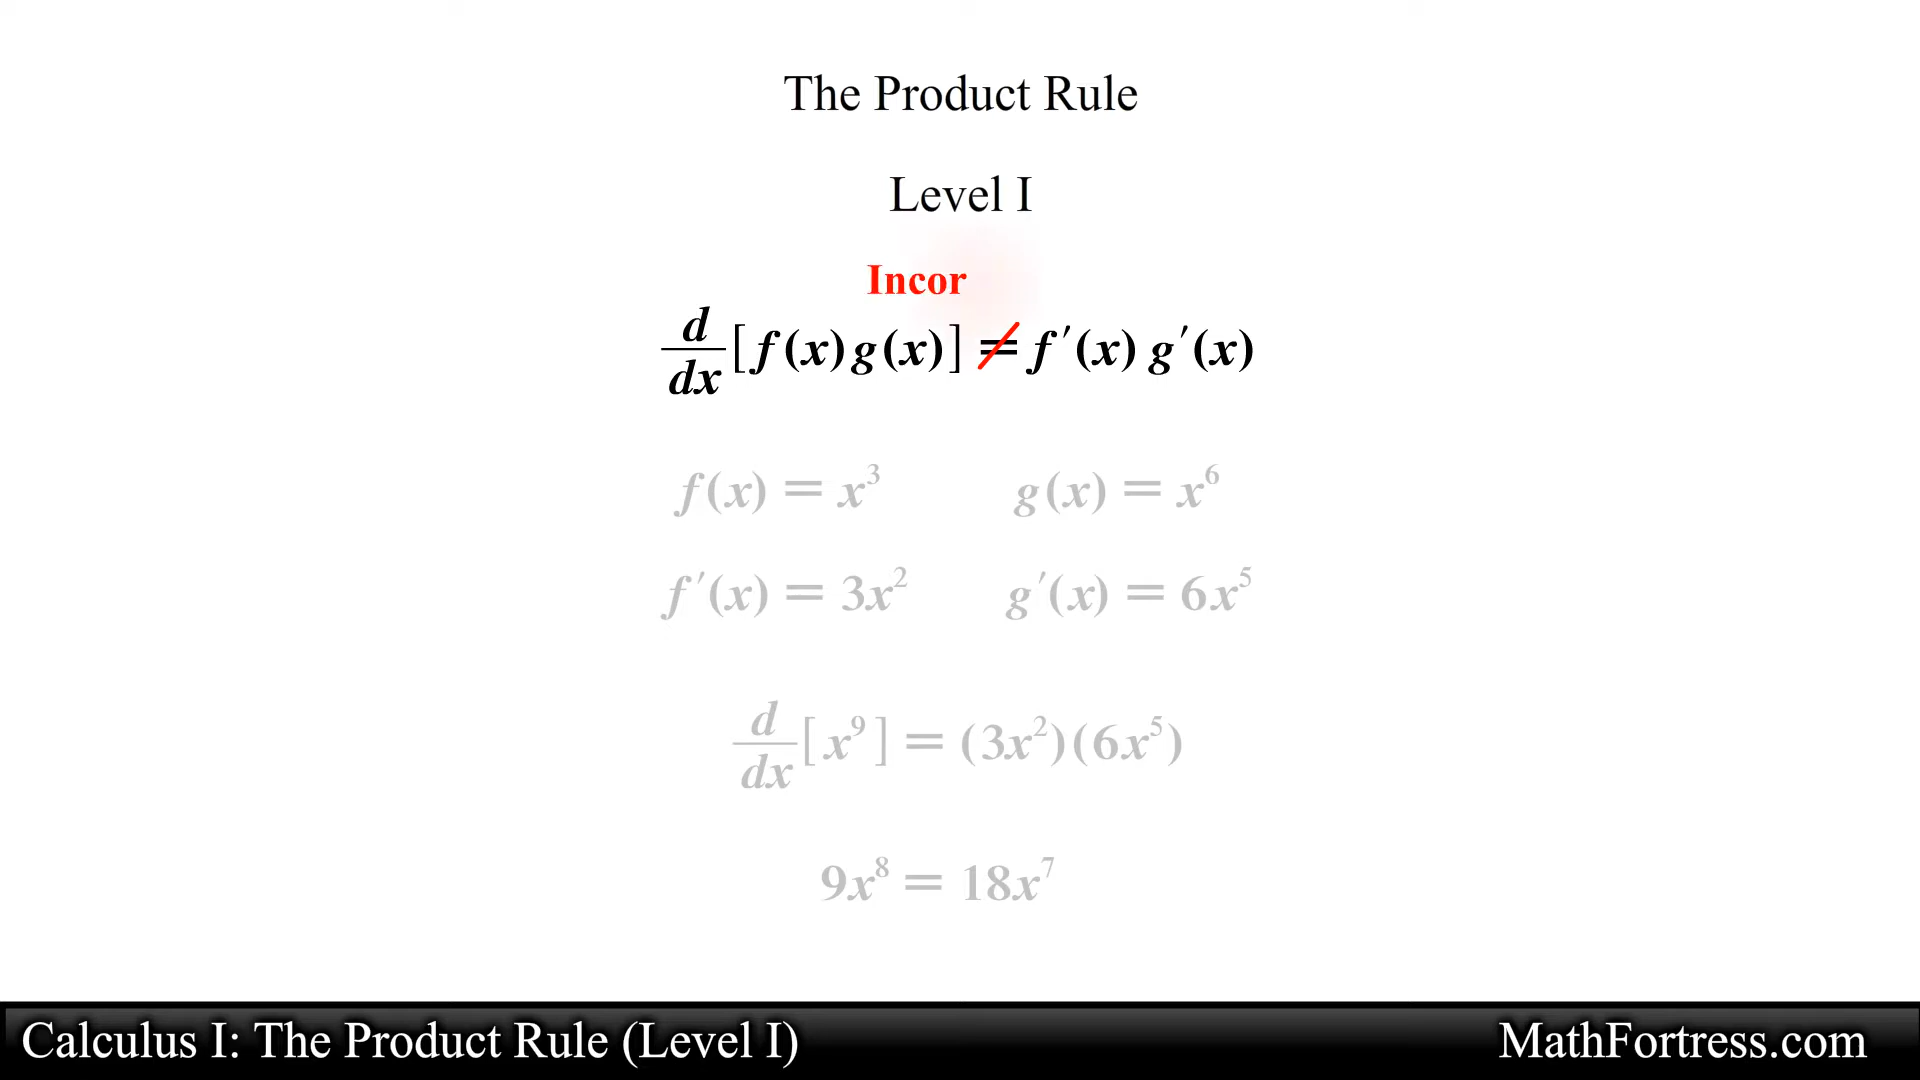 The Product Rule
Level I
Incor
d/dx [f(x)g(x)] ≠ f′(x) g′(x)
f(x) = x³ g(x) = x⁶
f′(x) = 3x² g′(x) = 6x⁵
d/dx [x⁹] = (3x²)(6x⁵)
9x⁸ = 18x⁷
Calculus I: The Product Rule (Level I) MathFortress.com